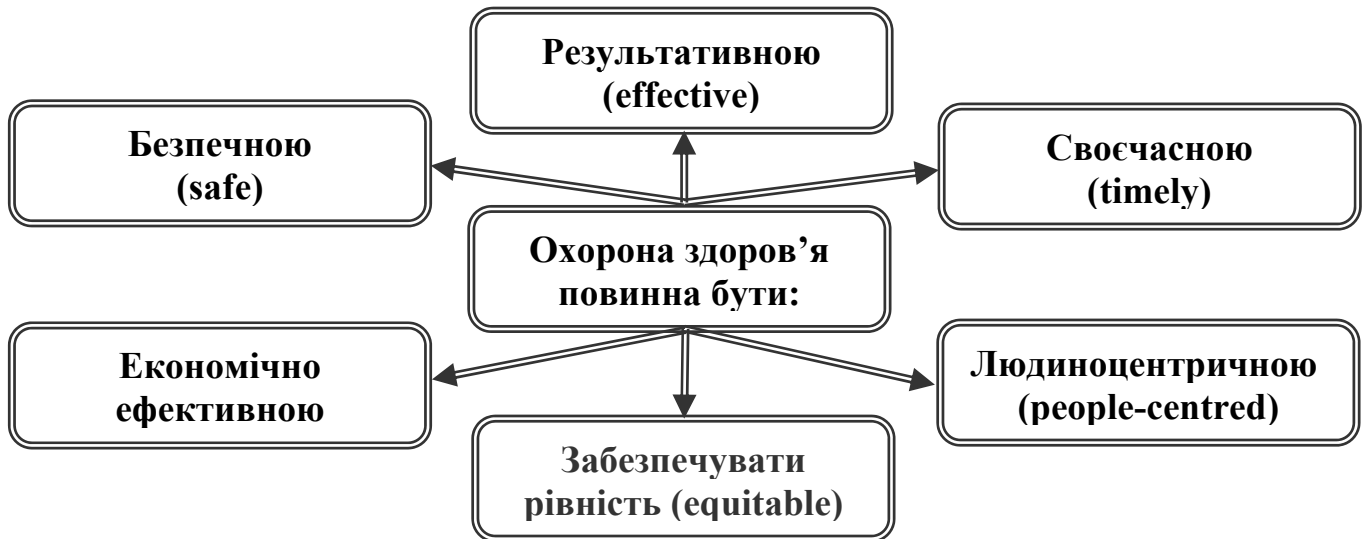 Результативною
(effective)
Безпечною
(safe)
Своєчасною
(timely)
Охорона здоров’я
повинна бути:
Економічно
ефективною
Людиноцентричною
(people-centred)
Забезпечувати
рівність (equitable)